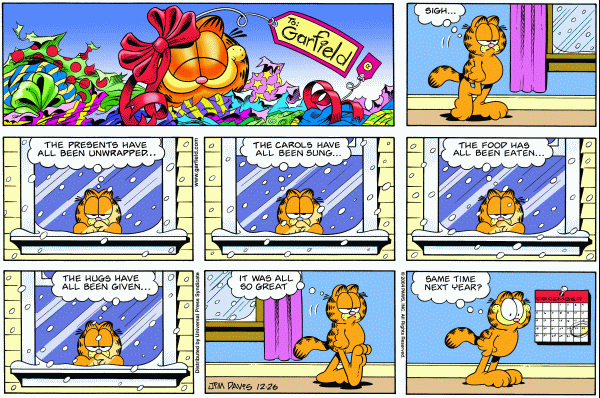 To:
Garfield
SIGH...
THE PRESENTS HAVE
ALL BEEN UNWRAPPED...
www.garfield.com
THE CAROLS HAVE
ALL BEEN SUNG...
THE FOOD HAS
ALL BEEN EATEN...
THE HUGS HAVE
ALL BEEN GIVEN...
Distributed by Universal Press Syndicate
IT WAS ALL
SO GREAT
JIM DAVIS 12-26
© 2004 PAWS, INC. All Rights Reserved.
SAME TIME
NEXT YEAR?
DECEMBER